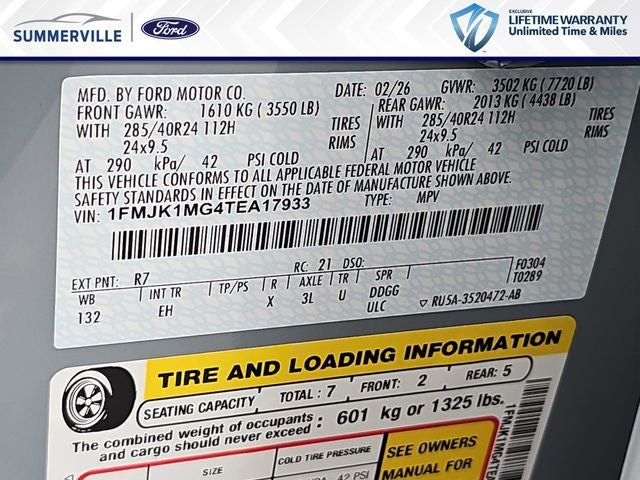 SUMMERVILLE
Ford
EXCLUSIVE
LIFETIME WARRANTY
Unlimited Time & Miles
MFD. BY FORD MOTOR CO.
DATE: 02/26 GVWR: 3502 KG (7720 LB)
FRONT GAWR: 1610 KG (3550 LB)
REAR GAWR: 2013 KG (4438 LB)
WITH 285/40R24 112H TIRES
WITH 285/40R24 112H TIRES
24x9.5 RIMS
24x9.5 RIMS
AT 290 kPa/ 42 PSI COLD
AT 290 kPa/ 42 PSI COLD
THIS VEHICLE CONFORMS TO ALL APPLICABLE FEDERAL MOTOR VEHICLE
SAFETY STANDARDS IN EFFECT ON THE DATE OF MANUFACTURE SHOWN ABOVE.
VIN: 1FMJK1MG4TEA17933
TYPE: MPV
EXT PNT: R7 RC: 21 DSO:
F0304
T0289
WB INT TR TP/PS R AXLE TR SPR
132 EH X 3L U DDGG
ULC
▽ RU5A-3520472-AB
TIRE AND LOADING INFORMATION
SEATING CAPACITY TOTAL: 7 FRONT: 2 REAR: 5
The combined weight of occupants
and cargo should never exceed : 601 kg or 1325 lbs.
SIZE
COLD TIRE PRESSURE
42 PSI
SEE OWNERS
MANUAL FOR